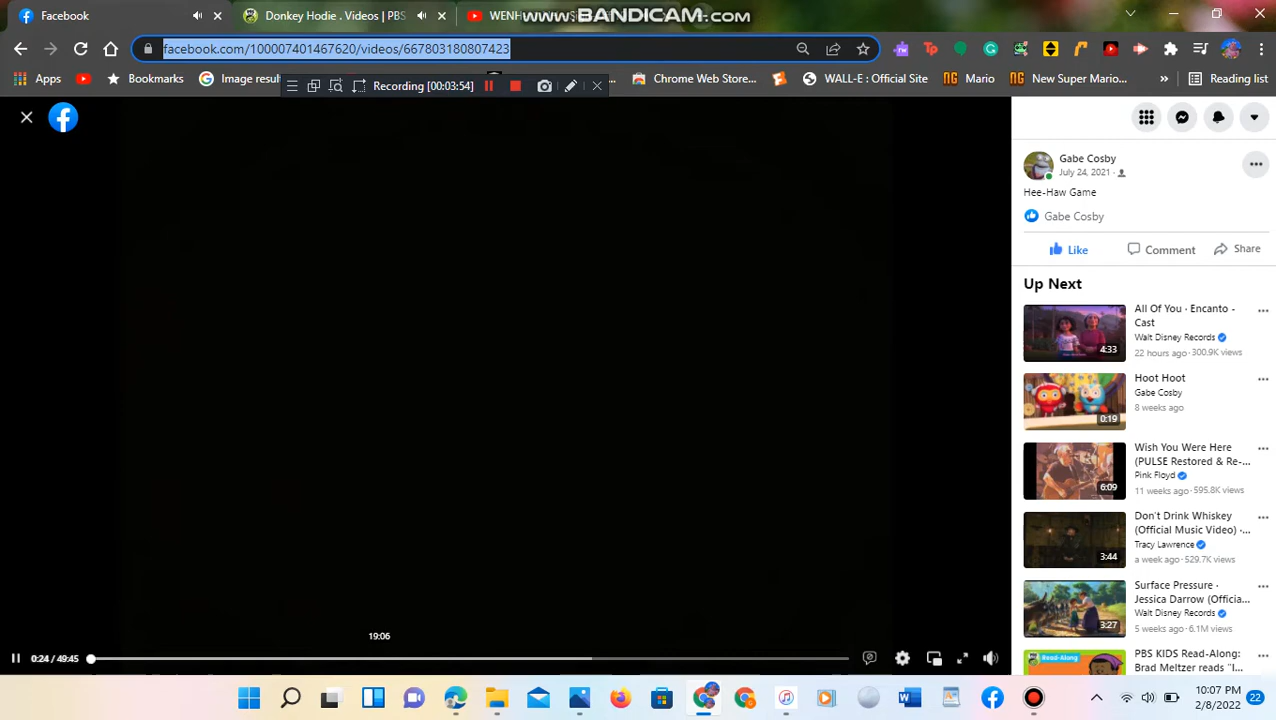 Facebook
Donkey Hodie . Videos | PBS
WENH
www.BANDICAM.com
facebook.com/100007401467620/videos/667803180807423
Apps
Bookmarks
Image resul
Recording [00:03:54]
Chrome Web Store...
WALL-E : Official Site
Mario
New Super Mario...
»
Reading list
Gabe Cosby
July 24, 2021 ·
Hee-Haw Game
Gabe Cosby
Like
Comment
Share
Up Next
All Of You · Encanto -
Cast
Walt Disney Records
22 hours ago · 300.9K views
4:33
Hoot Hoot
Gabe Cosby
8 weeks ago
0:19
Wish You Were Here
(PULSE Restored & Re-...
Pink Floyd
11 weeks ago · 595.8K views
6:09
Don't Drink Whiskey
(Official Music Video) -...
Tracy Lawrence
a week ago · 529.7K views
3:44
Surface Pressure ·
Jessica Darrow (Officia...
Walt Disney Records
5 weeks ago · 6.1M views
3:27
PBS KIDS Read-Along:
Brad Meltzer reads "I...
Read-Along
19:06
0:24 / 49:45
10:07 PM
2/8/2022
22